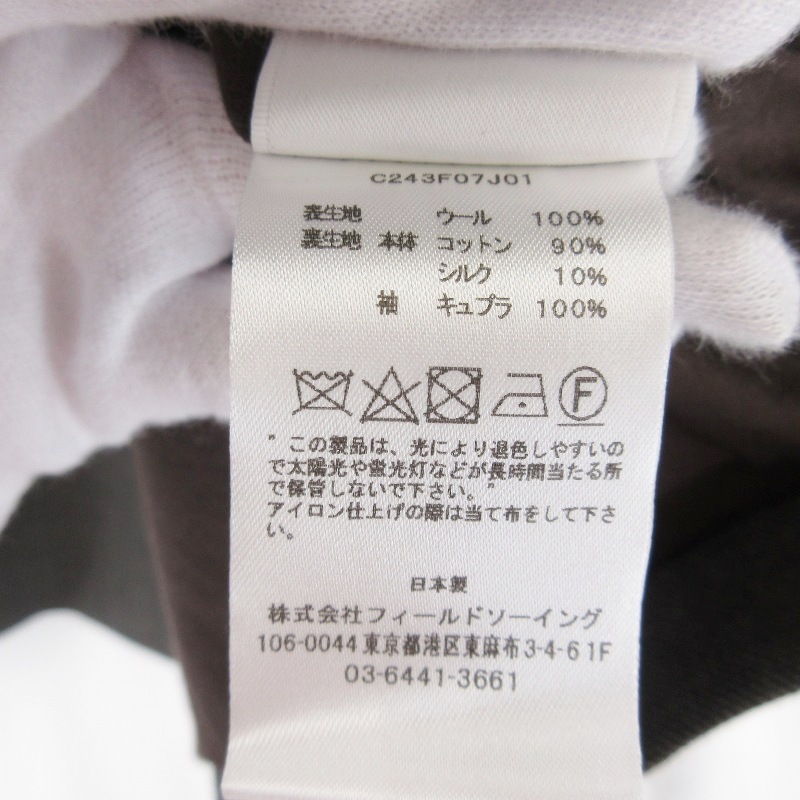 C243F07J01
表生地 ウール 100%
裏生地 本体 コットン 90%
シルク 10%
袖 キュプラ 100%
F
"この製品は、光により退色しやすいの
で太陽光や蛍光灯などが長時間当たる所
で保管しないで下さい。"
アイロン仕上げの際は当て布をして下さ
い。
日本製
株式会社フィールドソーイング
106-0044東京都港区東麻布3-4-6 1F
03-6441-3661